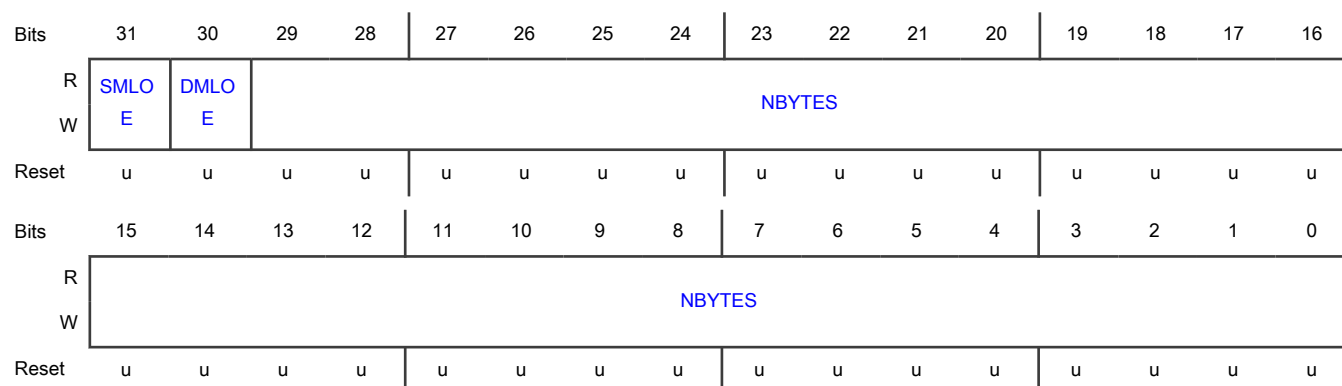 Bits 31 30 29 28 27 26 25 24 23 22 21 20 19 18 17 16
R
SMLO
E
DMLO
E
NBYTES
W
Reset u u u u u u u u u u u u u u u u
Bits 15 14 13 12 11 10 9 8 7 6 5 4 3 2 1 0
R
NBYTES
W
Reset u u u u u u u u u u u u u u u u